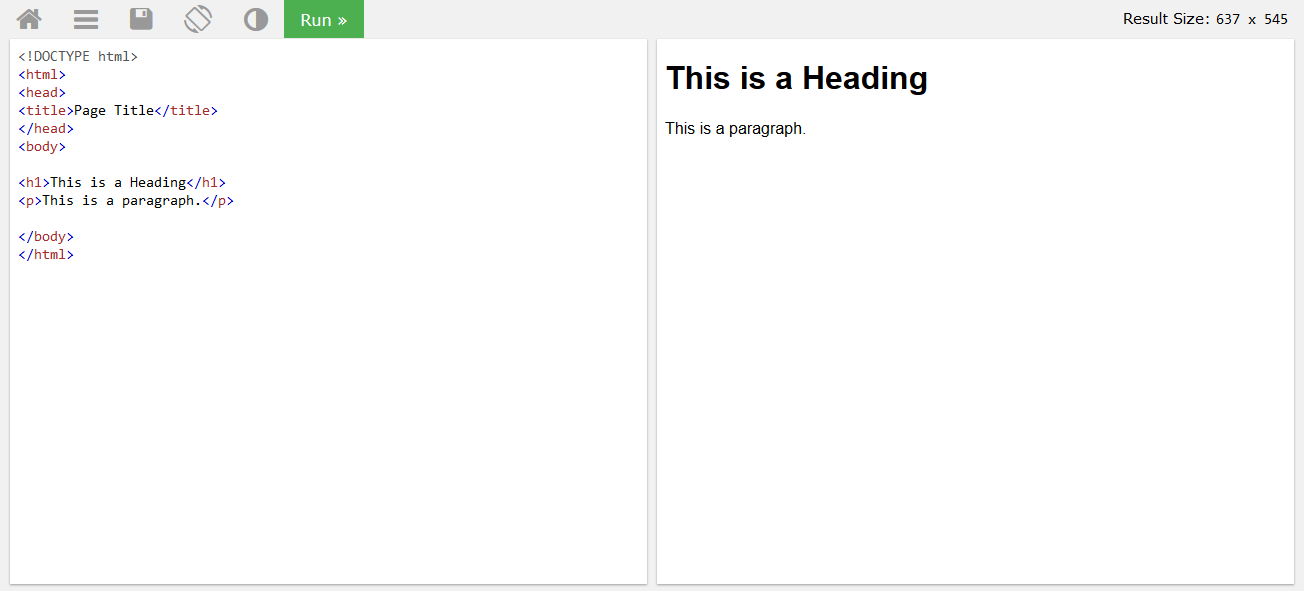 Run »
Result Size: 637 x 545
<!DOCTYPE html>
<html>
<head>
<title>Page Title</title>
</head>
<body>
<h1>This is a Heading</h1>
<p>This is a paragraph.</p>
</body>
</html>
This is a Heading
This is a paragraph.